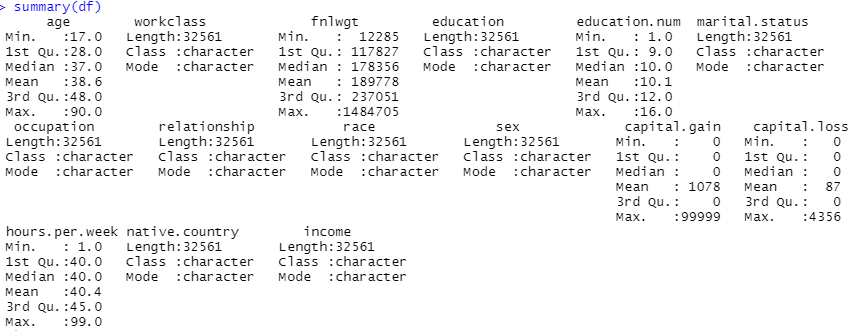 > summary(df)
      age         workclass             fnlwgt          education         education.num  marital.status
 Min.   :17.0   Length:32561       Min.   :  12285   Length:32561       Min.   : 1.0   Length:32561
 1st Qu.:28.0   Class :character   1st Qu.: 117827   Class :character   1st Qu.: 9.0   Class :character
 Median :37.0   Mode  :character   Median : 178356   Mode  :character   Median :10.0   Mode  :character
 Mean   :38.6                      Mean   : 189778                      Mean   :10.1
 3rd Qu.:48.0                      3rd Qu.: 237051                      3rd Qu.:12.0
 Max.   :90.0                      Max.   :1484705                      Max.   :16.0
  occupation        relationship           race               sex             capital.gain    capital.loss
 Length:32561       Length:32561       Length:32561       Length:32561       Min.   :    0   Min.   :   0
 Class :character   Class :character   Class :character   Class :character   1st Qu.:    0   1st Qu.:   0
 Mode  :character   Mode  :character   Mode  :character   Mode  :character   Median :    0   Median :   0
                                                                             Mean   : 1078   Mean   :  87
                                                                             3rd Qu.:    0   3rd Qu.:   0
                                                                             Max.   :99999   Max.   :4356
 hours.per.week native.country        income
 Min.   : 1.0   Length:32561       Length:32561
 1st Qu.:40.0   Class :character   Class :character
 Median :40.0   Mode  :character   Mode  :character
 Mean   :40.4
 3rd Qu.:45.0
 Max.   :99.0